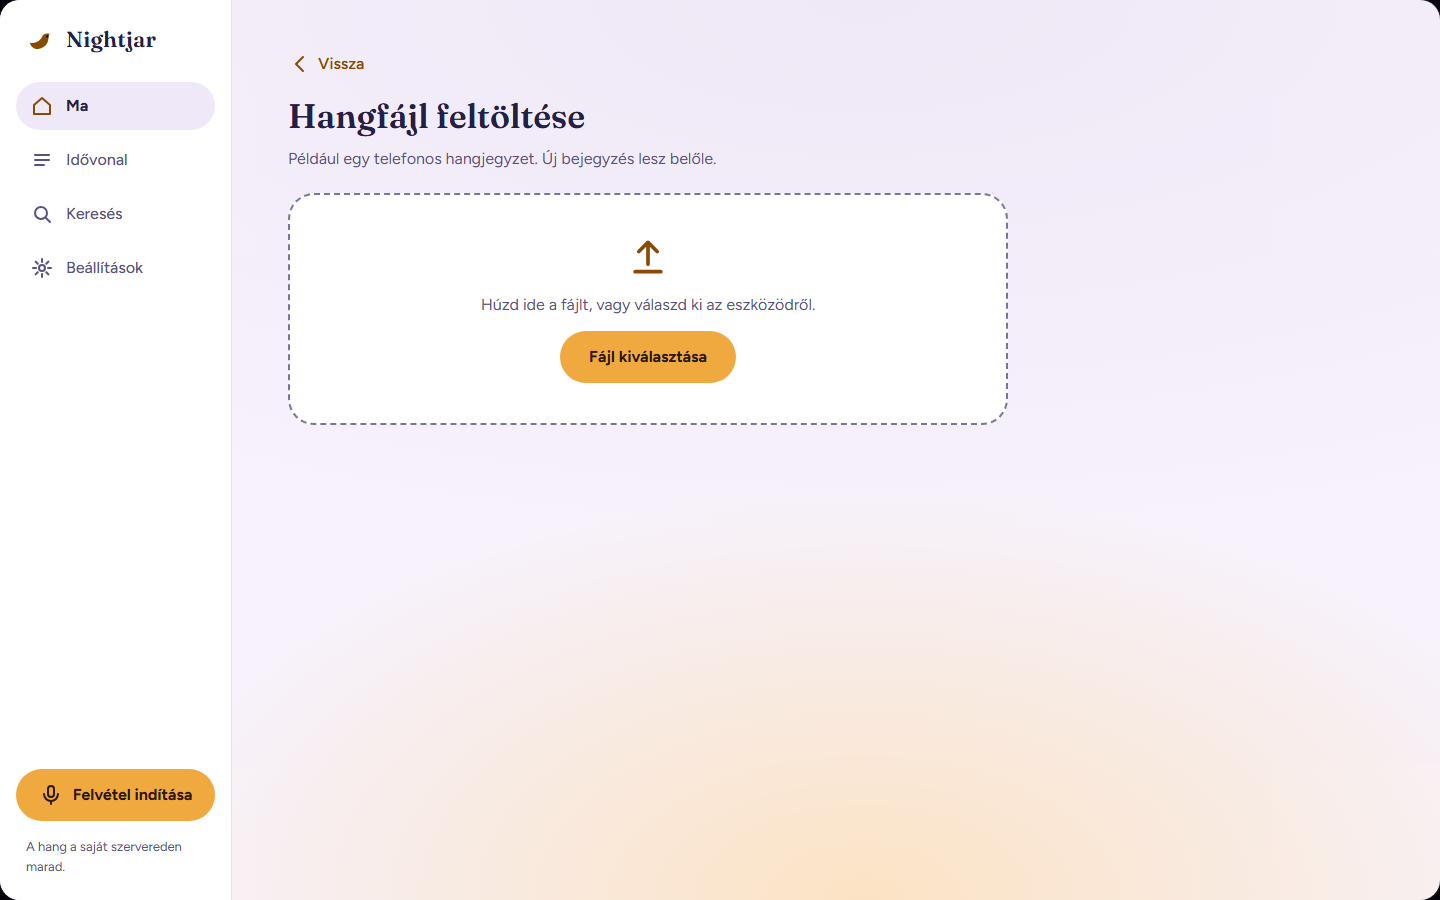 Nightjar
Ma
Idővonal
Keresés
Beállítások
Felvétel indítása
A hang a saját szervereden
marad.
Vissza
Hangfájl feltöltése
Például egy telefonos hangjegyzet. Új bejegyzés lesz belőle.
Húzd ide a fájlt, vagy válaszd ki az eszközödről.
Fájl kiválasztása